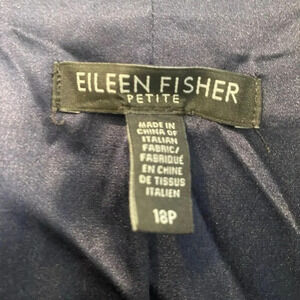 EILEEN FISHER
PETITE
MADE IN
CHINA OF
ITALIAN
FABRIC/
FABRIQUÉ
EN CHINE
DE TISSUS
ITALIEN
18P